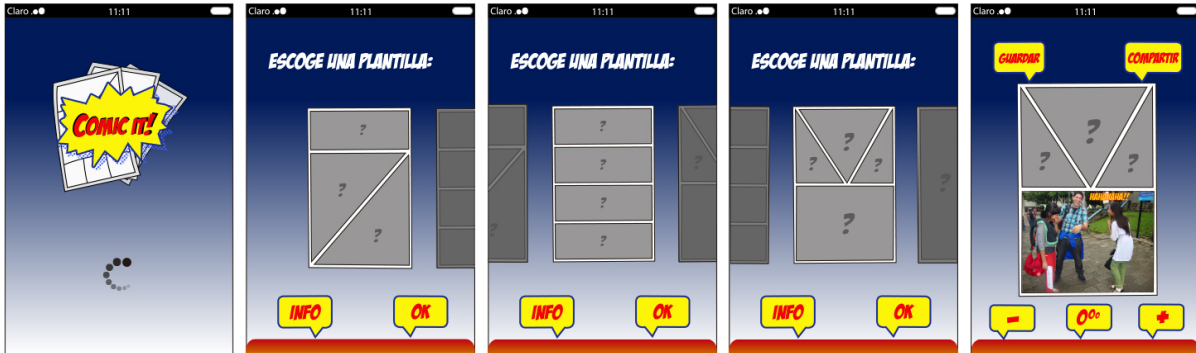 Claro
11:11
COMIC IT!
Claro
11:11
ESCOGE UNA PLANTILLA:
?
?
?
INFO
OK
Claro
11:11
ESCOGE UNA PLANTILLA:
?
?
?
?
INFO
OK
Claro
11:11
ESCOGE UNA PLANTILLA:
?
?
?
?
INFO
OK
Claro
11:11
GUARDAR
COMPARTIR
?
?
?
HAHAHAHA!!
-
+